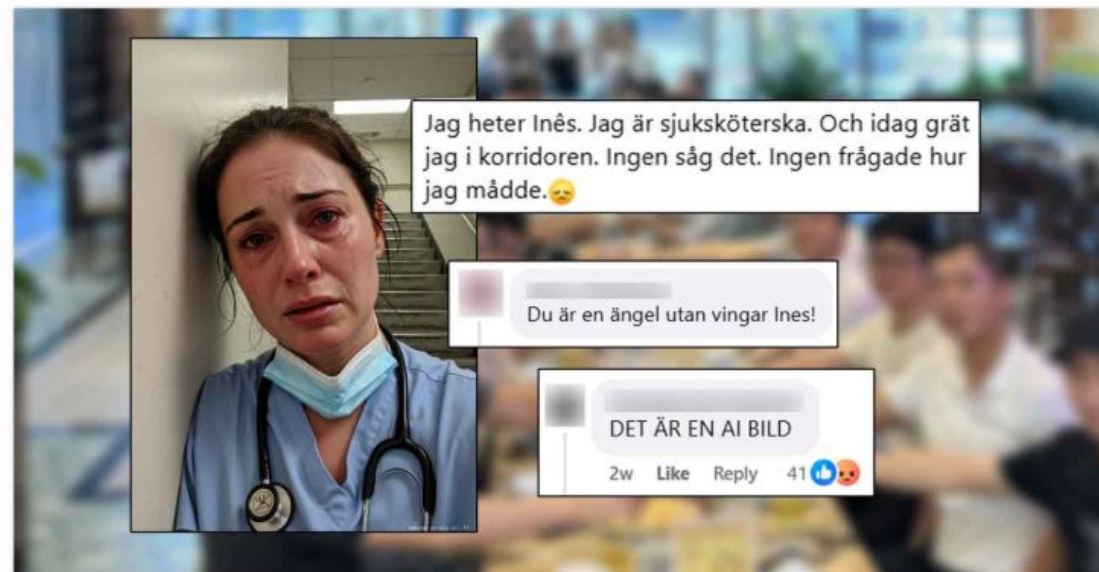 Jag heter Inês. Jag är sjuksköterska. Och idag grät
jag i korridoren. Ingen såg det. Ingen frågade hur
jag mådde.😞
Du är en ängel utan vingar Ines!
DET ÄR EN AI BILD
2w Like Reply 41